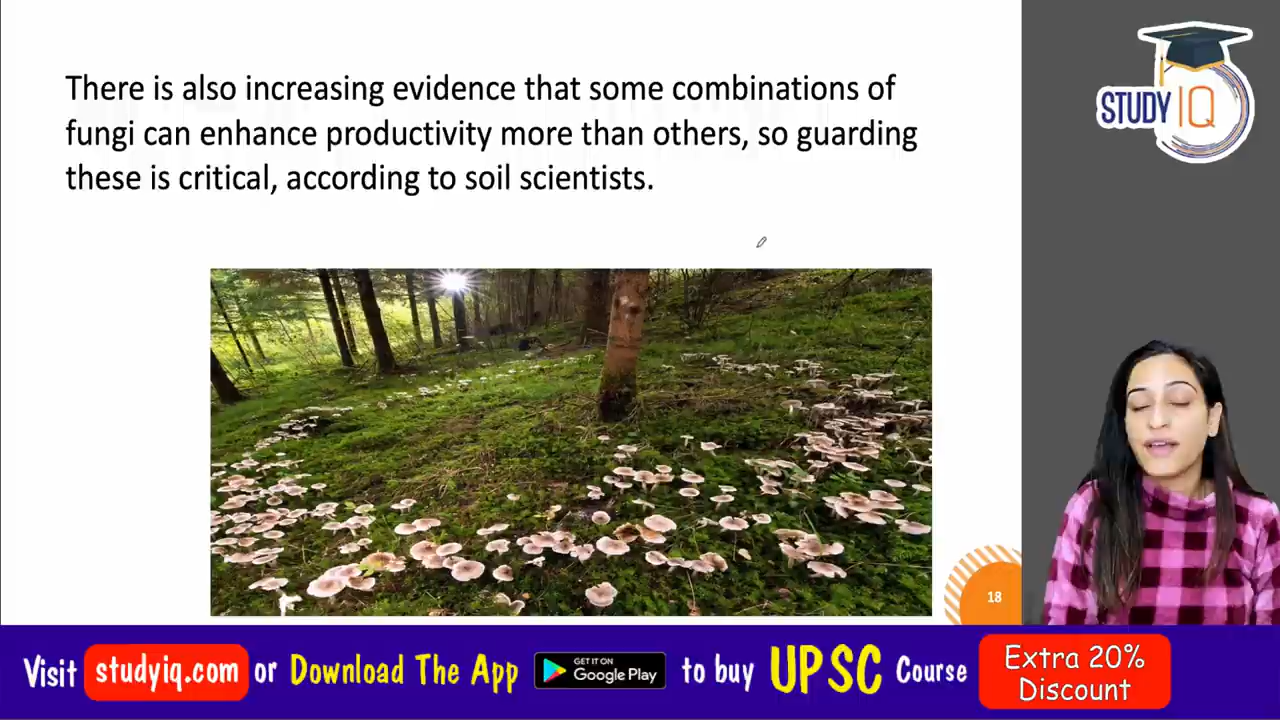 There is also increasing evidence that some combinations of
fungi can enhance productivity more than others, so guarding
these is critical, according to soil scientists.
STUDY IQ
18
Visit studyiq.com or Download The App GET IT ON Google Play to buy UPSC Course
Extra 20%
Discount